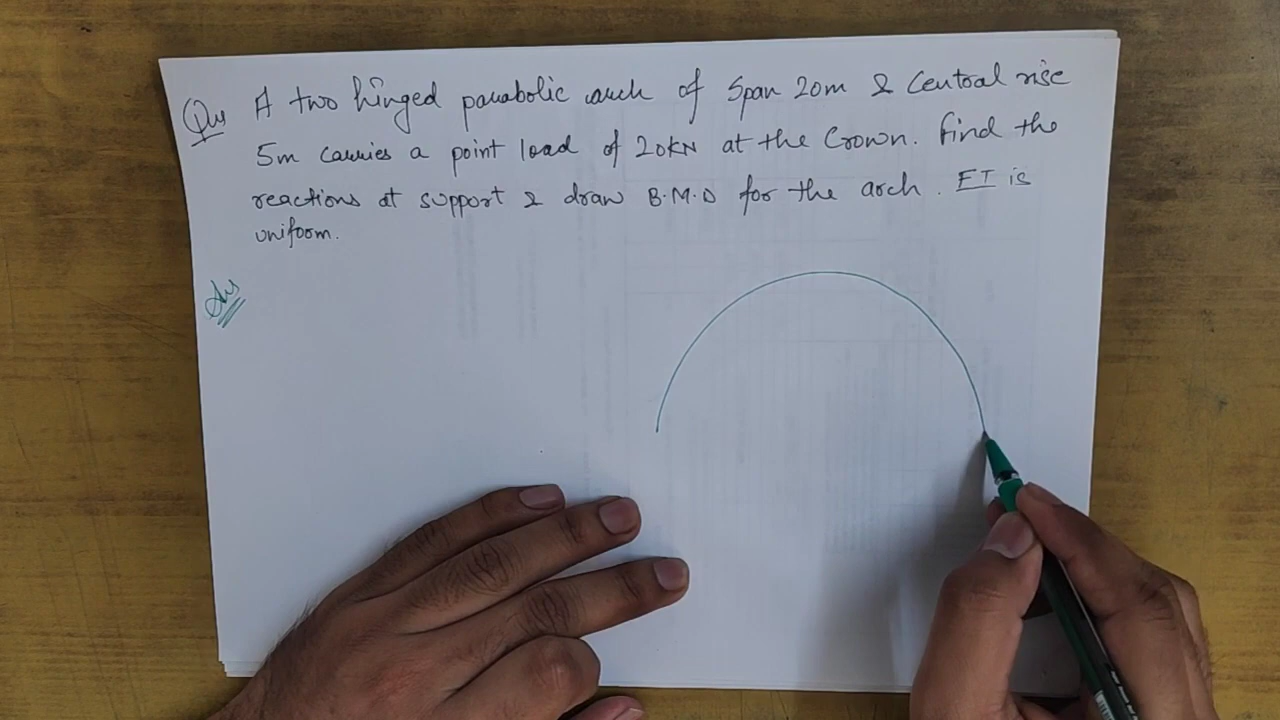 Qus A two hinged parabolic arch of Span 20m & Central rise
5m carries a point load of 20kN at the Crown. find the
reactions at support & draw B.M.D for the arch. EI is
uniform.
Ans